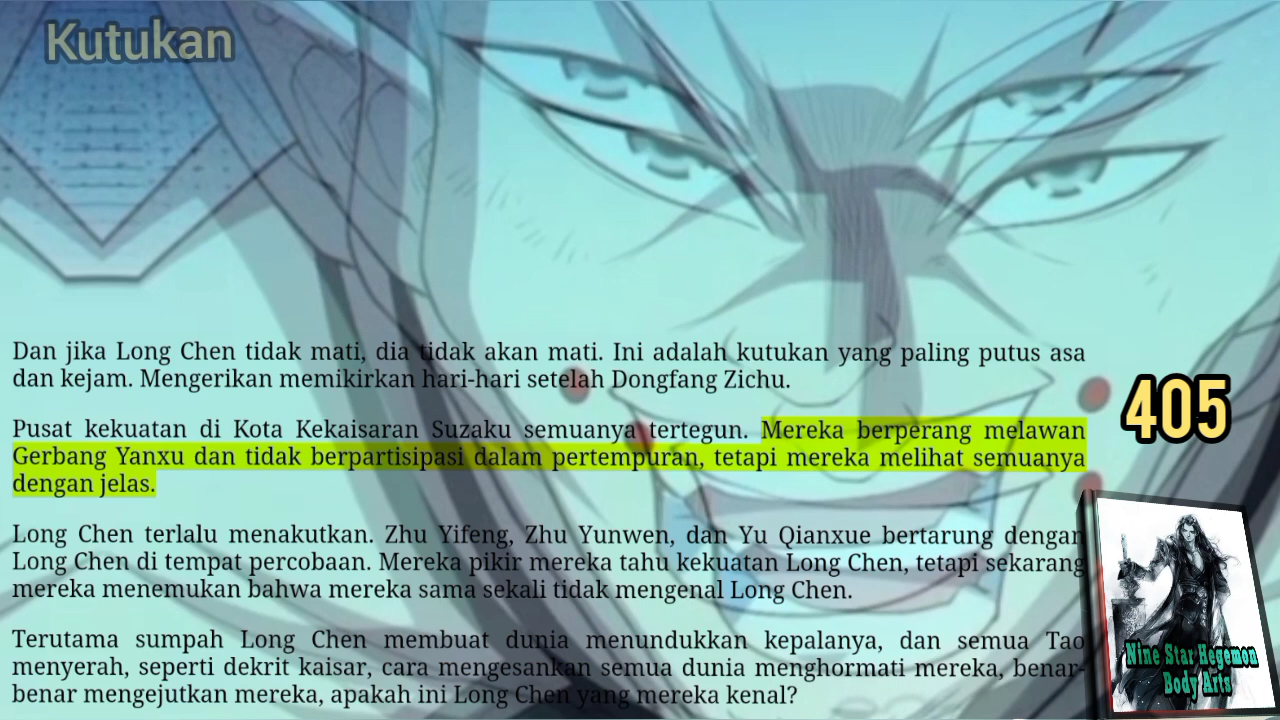 Kutukan
Dan jika Long Chen tidak mati, dia tidak akan mati. Ini adalah kutukan yang paling putus asa
dan kejam. Mengerikan memikirkan hari-hari setelah Dongfang Zichu.
Pusat kekuatan di Kota Kekaisaran Suzaku semuanya tertegun. Mereka berperang melawan
Gerbang Yanxu dan tidak berpartisipasi dalam pertempuran, tetapi mereka melihat semuanya
dengan jelas.
405
Long Chen terlalu menakutkan. Zhu Yifeng, Zhu Yunwen, dan Yu Qianxue bertarung dengan
Long Chen di tempat percobaan. Mereka pikir mereka tahu kekuatan Long Chen, tetapi sekarang
mereka menemukan bahwa mereka sama sekali tidak mengenal Long Chen.
Terutama sumpah Long Chen membuat dunia menundukkan kepalanya, dan semua Tao
menyerah, seperti dekrit kaisar, cara mengesankan semua dunia menghormati mereka, benar-
benar mengejutkan mereka, apakah ini Long Chen yang mereka kenal?
Nine Star Hegemon
Body Arts